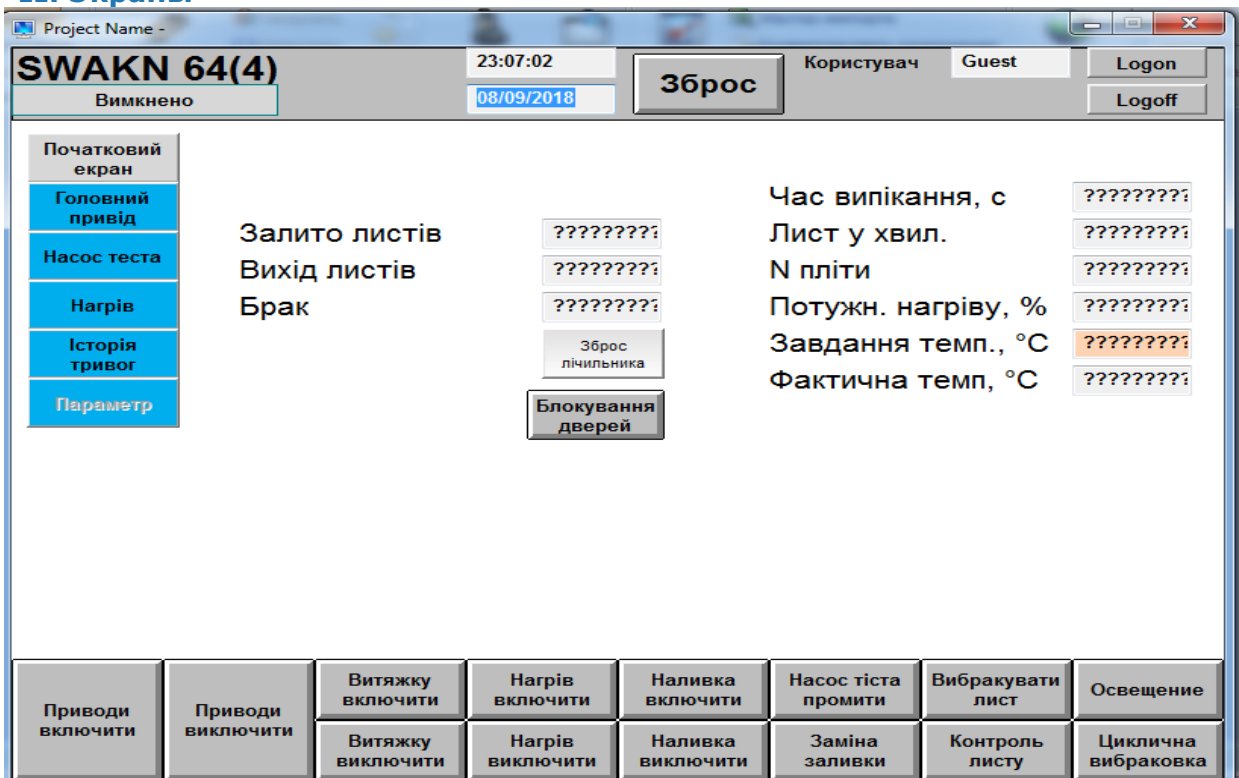 Project Name -
SWAKN 64(4)
Вимкнено
23:07:02
08/09/2018
Зброс
Користувач
Guest
Logon
Logoff
Початковий
екран
Головний
привід
Насос теста
Нагрів
Історія
тривог
Параметр
Залито листів ?????????
Вихід листів ?????????
Брак ?????????
Зброс
лічильника
Блокування
дверей
Час випікання, с ?????????
Лист у хвил. ?????????
N пліти ?????????
Потужн. нагріву, % ?????????
Завдання темп., °C ?????????
Фактична темп, °C ?????????
Приводи
включити
Приводи
виключити
Витяжку
включити
Нагрів
включити
Наливка
включити
Насос тіста
промити
Вибракувати
лист
Освещение
Витяжку
виключити
Нагрів
виключити
Наливка
виключити
Заміна
заливки
Контроль
листу
Циклична
вибраковка